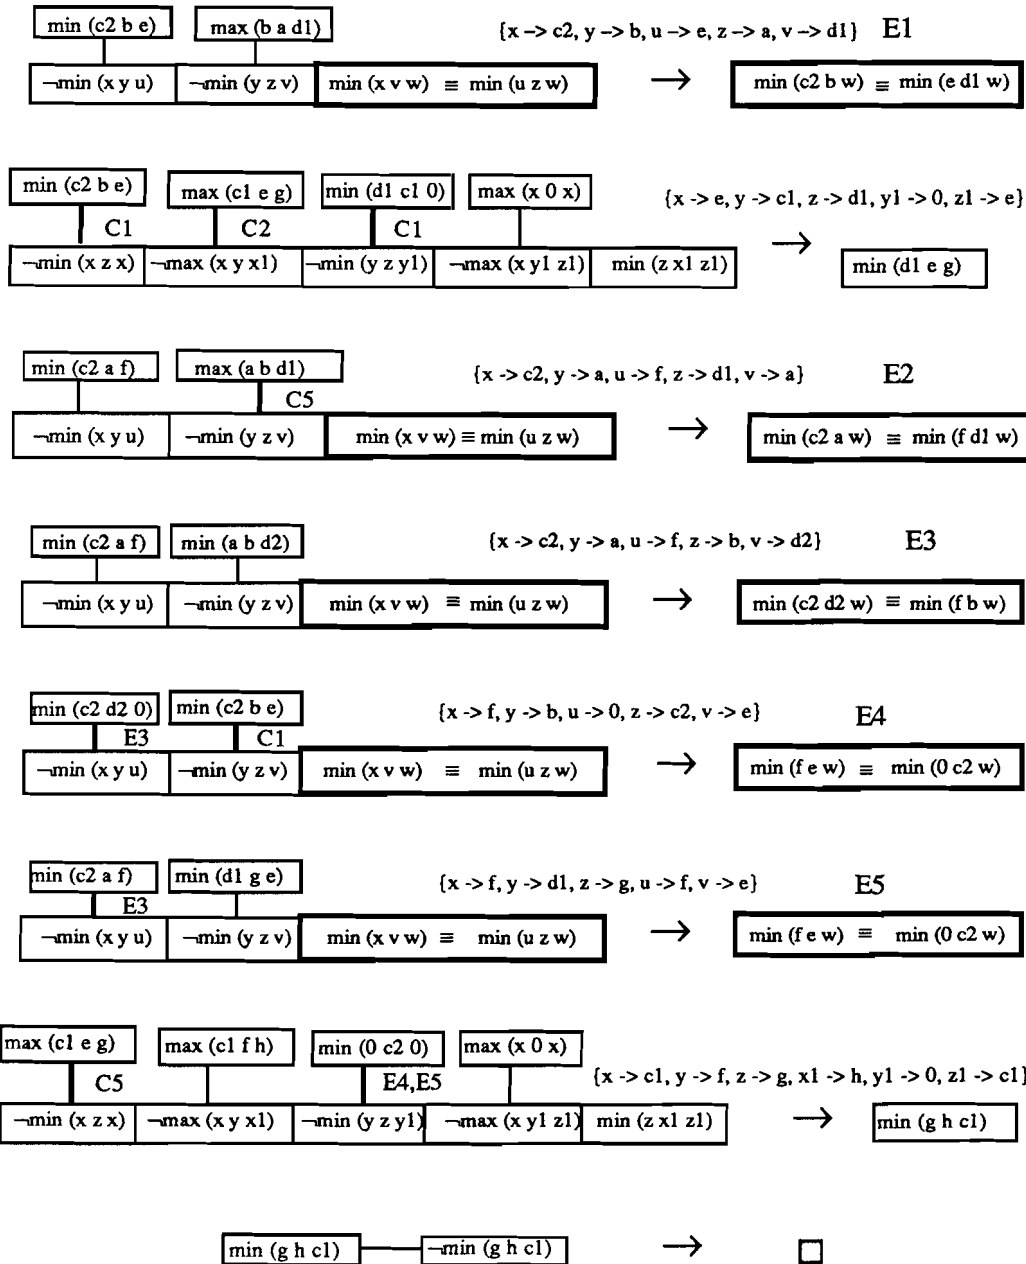 min (c2 b e) max (b a d1) {x -> c2, y -> b, u -> e, z -> a, v -> d1} E1
¬min (x y u) ¬min (y z v) min (x v w) ≡ min (u z w) → min (c2 b w) ≡ min (e d1 w)
min (c2 b e) max (c1 e g) min (d1 c1 0) max (x 0 x) {x -> e, y -> c1, z -> d1, y1 -> 0, z1 -> e}
C1 C2 C1 →
¬min (x z x) ¬max (x y x1) ¬min (y z y1) ¬max (x y1 z1) min (z x1 z1) min (d1 e g)
min (c2 a f) max (a b d1) {x -> c2, y -> a, u -> f, z -> d1, v -> a} E2
C5
¬min (x y u) ¬min (y z v) min (x v w) ≡ min (u z w) → min (c2 a w) ≡ min (f d1 w)
min (c2 a f) min (a b d2) {x -> c2, y -> a, u -> f, z -> b, v -> d2} E3
¬min (x y u) ¬min (y z v) min (x v w) ≡ min (u z w) → min (c2 d2 w) ≡ min (f b w)
min (c2 d2 0) min (c2 b e) {x -> f, y -> b, u -> 0, z -> c2, v -> e} E4
E3 C1
¬min (x y u) ¬min (y z v) min (x v w) ≡ min (u z w) → min (f e w) ≡ min (0 c2 w)
min (c2 a f) min (d1 g e) {x -> f, y -> d1, z -> g, u -> f, v -> e} E5
E3
¬min (x y u) ¬min (y z v) min (x v w) ≡ min (u z w) → min (f e w) ≡ min (0 c2 w)
max (c1 e g) max (c1 f h) min (0 c2 0) max (x 0 x) {x -> c1, y -> f, z -> g, x1 -> h, y1 -> 0, z1 -> c1}
C5 E4,E5
¬min (x z x) ¬max (x y x1) ¬min (y z y1) ¬max (x y1 z1) min (z x1 z1) → min (g h c1)
min (g h c1) ¬min (g h c1) → □